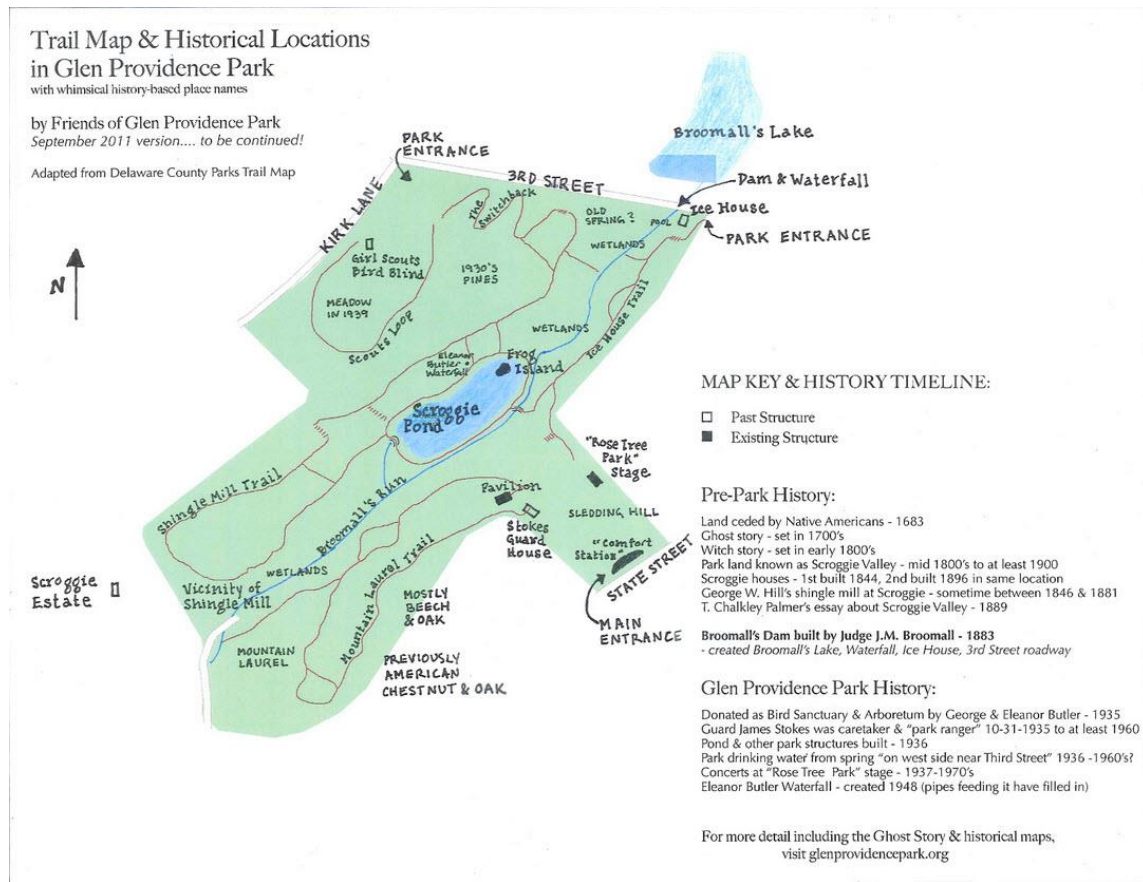 Trail Map & Historical Locations
in Glen Providence Park
with whimsical history-based place names
by Friends of Glen Providence Park
September 2011 version.... to be continued!
Adapted from Delaware County Parks Trail Map
Broomall's Lake
PARK
ENTRANCE
3RD STREET
KIRK LANE
The
Switchback
Dam & Waterfall
OLD
SPRING?
POOL
Ice House
WETLANDS
PARK ENTRANCE
N
Girl Scouts
Bird Blind
1930'S
PINES
MEADOW
IN 1939
Scouts Loop
WETLANDS
Ice House Trail
Eleanor
Butler
Waterfall
Frog
Island
Scroggie
Pond
"Rose Tree
Park"
Stage
Shingle Mill Trail
Broomall's Run
Pavilion
SLEDDING HILL
Stokes
Guard
House
"Comfort
Station"
STATE STREET
MAIN
ENTRANCE
WETLANDS
Mountain Laurel Trail
Scroggie
Estate
Vicinity of
Shingle Mill
MOSTLY
BEECH
& OAK
MOUNTAIN
LAUREL
PREVIOUSLY
AMERICAN
CHESTNUT & OAK
MAP KEY & HISTORY TIMELINE:
Past Structure
Existing Structure
Pre-Park History:
Land ceded by Native Americans - 1683
Ghost story - set in 1700's
Witch story - set in early 1800's
Park land known as Scroggie Valley - mid 1800's to at least 1900
Scroggie houses - 1st built 1844, 2nd built 1896 in same location
George W. Hill's shingle mill at Scroggie - sometime between 1846 & 1881
T. Chalkley Palmer's essay about Scroggie Valley - 1889
Broomall's Dam built by Judge J.M. Broomall - 1883
- created Broomall's Lake, Waterfall, Ice House, 3rd Street roadway
Glen Providence Park History:
Donated as Bird Sanctuary & Arboretum by George & Eleanor Butler - 1935
Guard James Stokes was caretaker & "park ranger" 10-31-1935 to at least 1960
Pond & other park structures built - 1936
Park drinking water from spring "on west side near Third Street" 1936 -1960's?
Concerts at "Rose Tree Park" stage - 1937-1970's
Eleanor Butler Waterfall - created 1948 (pipes feeding it have filled in)
For more detail including the Ghost Story & historical maps,
visit glenprovidencepark.org